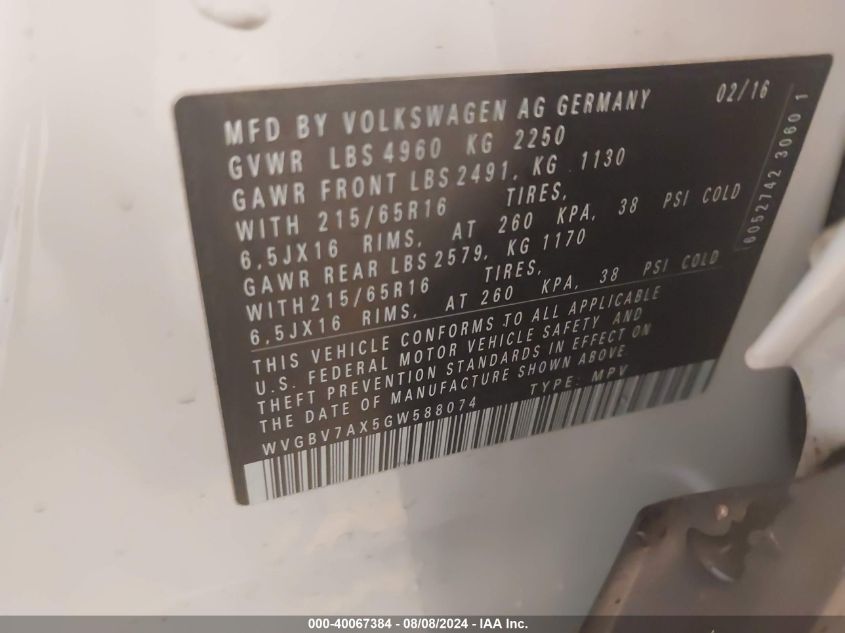 MFD BY VOLKSWAGEN AG GERMANY 02/16
GVWR LBS 4960 KG 2250
GAWR FRONT LBS 2491, KG 1130
WITH 215/65R16 TIRES,
6,5JX16 RIMS, AT 260 KPA, 38 PSI COLD
GAWR REAR LBS 2579, KG 1170
WITH 215/65R16 TIRES,
6,5JX16 RIMS, AT 260 KPA, 38 PSI COLD
THIS VEHICLE CONFORMS TO ALL APPLICABLE
U.S. FEDERAL MOTOR VEHICLE SAFETY AND
THEFT PREVENTION STANDARDS IN EFFECT ON
THE DATE OF MANUFACTURE SHOWN ABOVE.
WVGBV7AX5GW588074 TYPE: MPV
6052742 3060 1
000-40067384 - 08/08/2024 - IAA Inc.